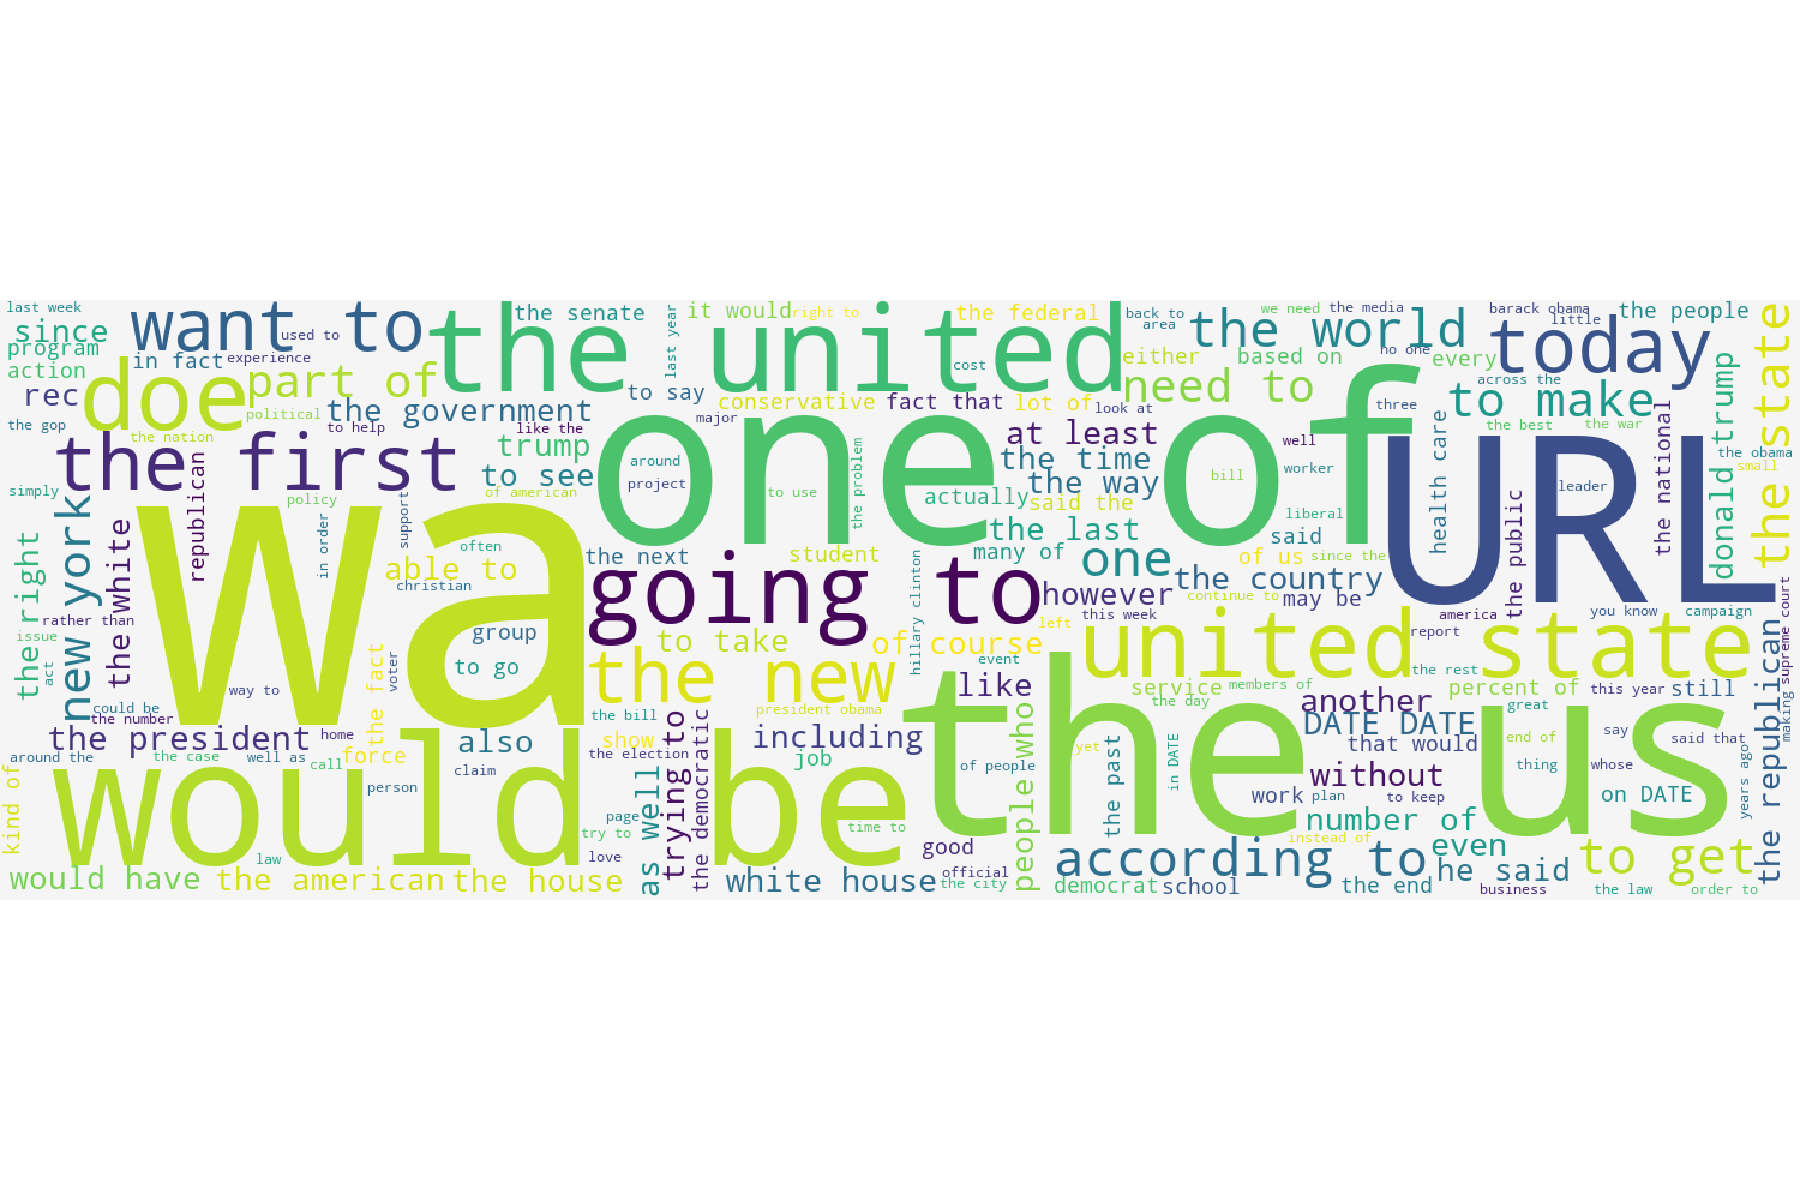 last week
want to
the united
the senate
last year
it would
right to
the federal
back to
area
we need
the media
barack obama
little
the people
the state
since
used to
the world
today
program
in fact
experience
cost
either
based on
no one
every
action
doe
part of
to say
need to
across the
to make
donald trump
rec
political
the government
conservative
fact that
lot of
look at
three
the gop
the nation
to help
like the
major
one of
at least
well
health care
the best
the war
the national
the obama
the first
trump
the problem
the time
URL
small
republican
to see
around
project
worker
bill
leader
simply
new york
policy
support
of american
to use
actually
the way
said the
liberal
the public
the white
wa
in order
often
the next
student
the last
said
the right
able to
christian
going to
hillary clinton
many of
one
of us
since the
the country
however
continue to
may be
rather than
group
this week
america
you know
campaign
supreme court
issue
act
to take
of course
left
united state
report
to go
the fact
voter
the new
event
the rest
like
service
members of
percent of
this year
still
the republican
making
way to
could be
the number
the bill
president obama
the us
the day
another
great
the president
home
also
trying to
the democratic
including
DATE DATE
say
said that
force
show
yet
that would
end of
around the
the case
well as
call
the election
job
of people
people who
the past
in DATE
without
thing
whose
years ago
kind of
would be
claim
person
as well
work
plan
to keep
on DATE
page
try to
time to
number of
instead of
even
law
love
good
according to
to get
would have
the american
the house
white house
official
the city
democrat
school
the end
he said
business
the law
order to